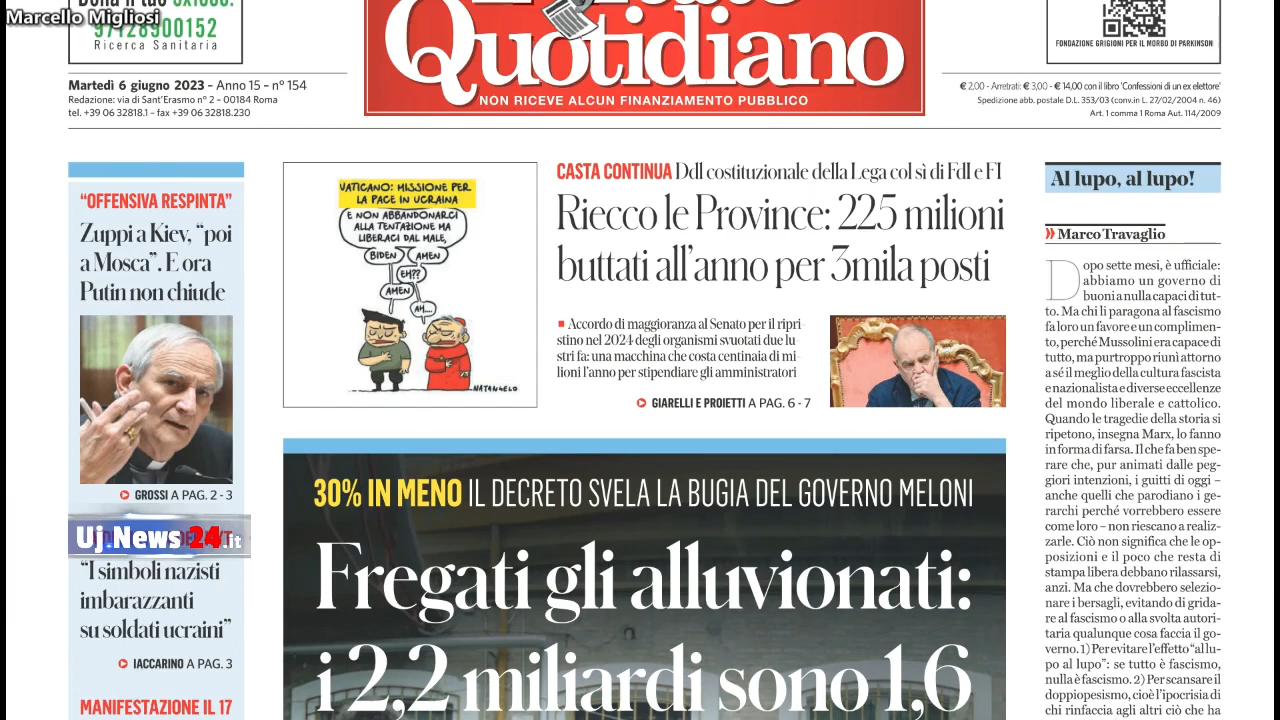 Marcello Migliosi
97128900152
Ricerca Sanitaria
Quotidiano
NON RICEVE ALCUN FINANZIAMENTO PUBBLICO
FONDAZIONE GRIGIONI PER IL MORBO DI PARKINSON
Martedì 6 giugno 2023 – Anno 15 – n° 154
Redazione: via di Sant'Erasmo n° 2 – 00184 Roma
tel. +39 06 32818.1 – fax +39 06 32818.230
€ 2,00 – Arretrati: € 3,00 – € 14,00 con il libro 'Confessioni di un ex elettore'
Spedizione abb. postale D.L. 353/03 (conv.in L. 27/02/2004 n. 46)
Art. 1 comma 1 Roma Aut. 114/2009
"OFFENSIVA RESPINTA"
Zuppi a Kiev, "poi
a Mosca". E ora
Putin non chiude
GROSSI A PAG. 2 - 3
Uj.News 24.it
"I simboli nazisti
imbarazzanti
su soldati ucraini"
IACCARINO A PAG. 3
MANIFESTAZIONE IL 17
VATICANO: MISSIONE PER
LA PACE IN UCRAINA
E NON ABBANDONARCI
ALLA TENTAZIONE MA
LIBERACI DAL MALE,
BIDEN
AMEN
EH??
AMEN
AH....
NATANGELO
CASTA CONTINUA Ddl costituzionale della Lega col sì di FdI e FI
Riecco le Province: 225 milioni
buttati all'anno per 3mila posti
Accordo di maggioranza al Senato per il ripri-
stino nel 2024 degli organismi svuotati due lu-
stri fa: una macchina che costa centinaia di mi-
lioni l'anno per stipendiare gli amministratori
GIARELLI E PROIETTI A PAG. 6 - 7
30% IN MENO IL DECRETO SVELA LA BUGIA DEL GOVERNO MELONI
Fregati gli alluvionati:
i 2,2 miliardi sono 1,6
Al lupo, al lupo!
» Marco Travaglio
Dopo sette mesi, è ufficiale:
abbiamo un governo di
buoni a nulla capaci di tut-
to. Ma chi li paragona al fascismo
fa loro un favore e un complimen-
to, perché Mussolini era capace di
tutto, ma purtroppo riunì attorno
a sé il meglio della cultura fascista
e nazionalista e diverse eccellenze
del mondo liberale e cattolico.
Quando le tragedie della storia si
ripetono, insegna Marx, lo fanno
in forma di farsa. Il che fa ben spe-
rare che, pur animati dalle peg-
giori intenzioni, i guitti di oggi –
anche quelli che parodiano i ge-
rarchi perché vorrebbero essere
come loro – non riescano a realiz-
zarle. Ciò non significa che le op-
posizioni e il poco che resta di
stampa libera debbano rilassarsi,
anzi. Ma che dovrebbero selezio-
nare i bersagli, evitando di grida-
re al fascismo o alla svolta autori-
taria qualunque cosa faccia il go-
verno. 1) Per evitare l'effetto "al lu-
po al lupo": se tutto è fascismo,
nulla è fascismo. 2) Per scansare il
doppiopesismo, cioè l'ipocrisia di
chi rinfaccia agli altri ciò che ha